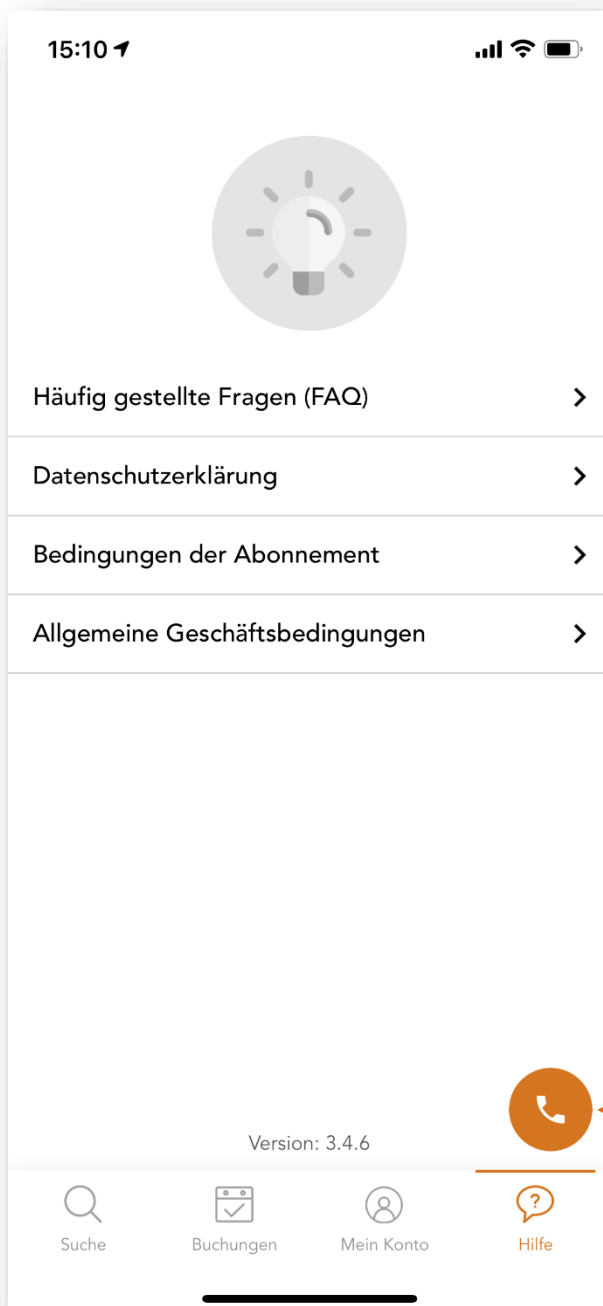 15:10
Häufig gestellte Fragen (FAQ)
Datenschutzerklärung
Bedingungen der Abonnement
Allgemeine Geschäftsbedingungen
Version: 3.4.6
?
Suche
Buchungen
Mein Konto
Hilfe